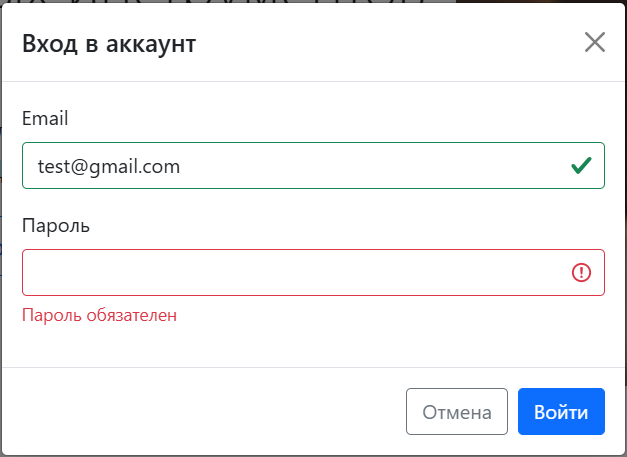 Вход в аккаунт
Email
test@gmail.com
Пароль
Пароль обязателен
Отмена
Войти